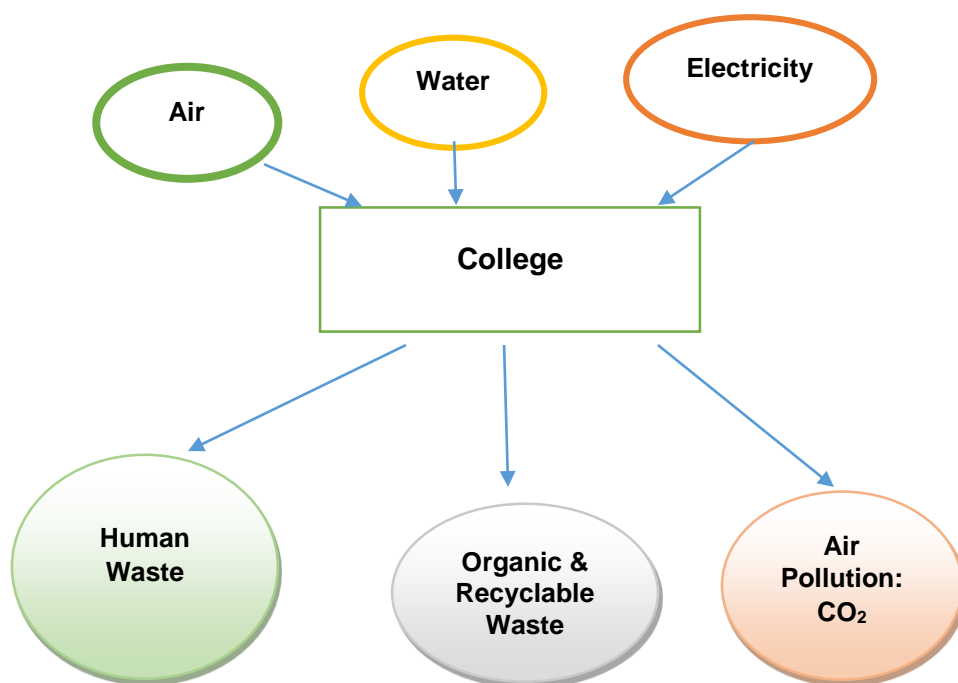 Air
Water
Electricity
College
Human
Waste
Organic &
Recyclable
Waste
Air
Pollution:
CO₂